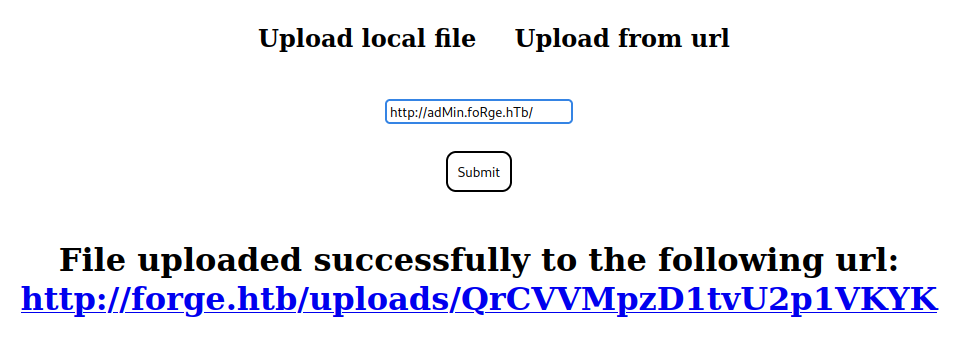 Upload local file Upload from url
http://adMin.foRge.hTb/
Submit
File uploaded successfully to the following url:
http://forge.htb/uploads/QrCVVMpzD1tvU2p1VKYK